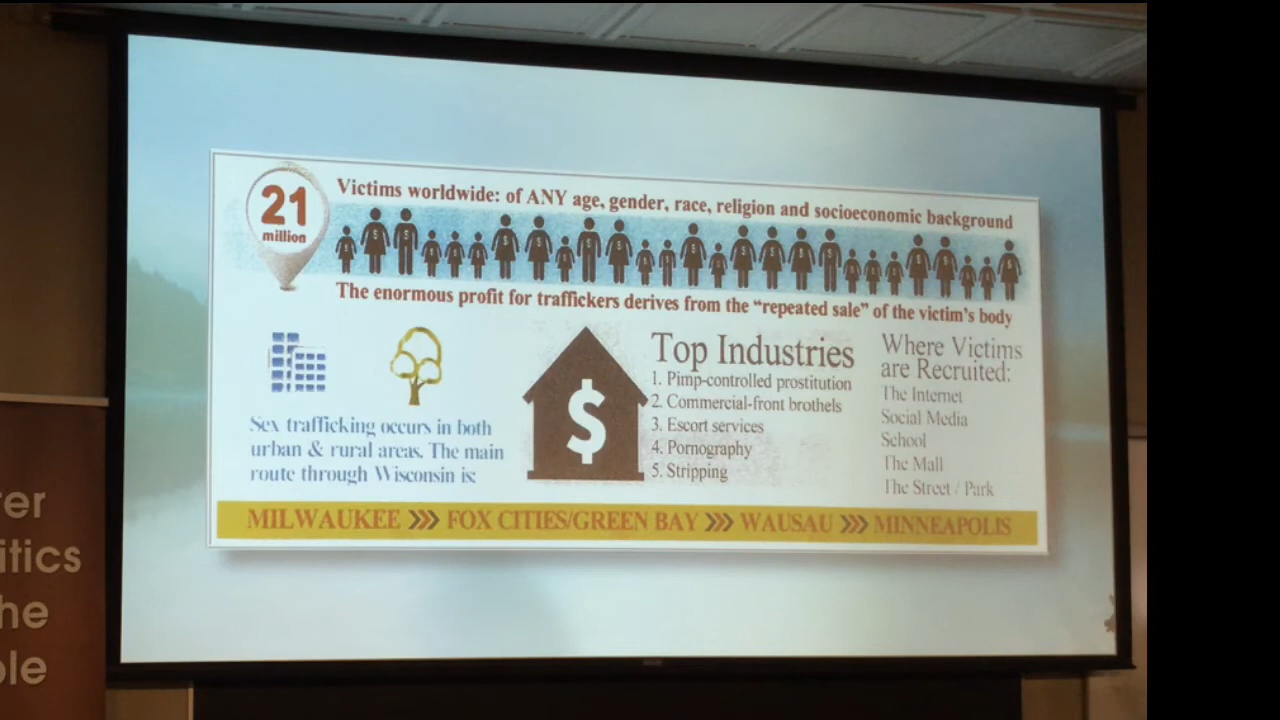 21
million
Victims worldwide: of ANY age, gender, race, religion and socioeconomic background
The enormous profit for traffickers derives from the “repeated sale” of the victim’s body
Sex trafficking occurs in both
urban & rural areas. The main
route through Wisconsin is:
$
Top Industries
1. Pimp-controlled prostitution
2. Commercial-front brothels
3. Escort services
4. Pornography
5. Stripping
Where Victims
are Recruited:
The Internet
Social Media
School
The Mall
The Street / Park
MILWAUKEE >>> FOX CITIES/GREEN BAY >>> WAUSAU >>> MINNEAPOLIS